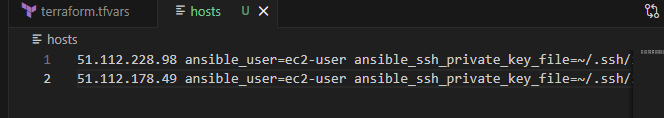 terraform.tfvars
hosts U
hosts
1 51.112.228.98 ansible_user=ec2-user ansible_ssh_private_key_file=~/.ssh/
2 51.112.178.49 ansible_user=ec2-user ansible_ssh_private_key_file=~/.ssh/